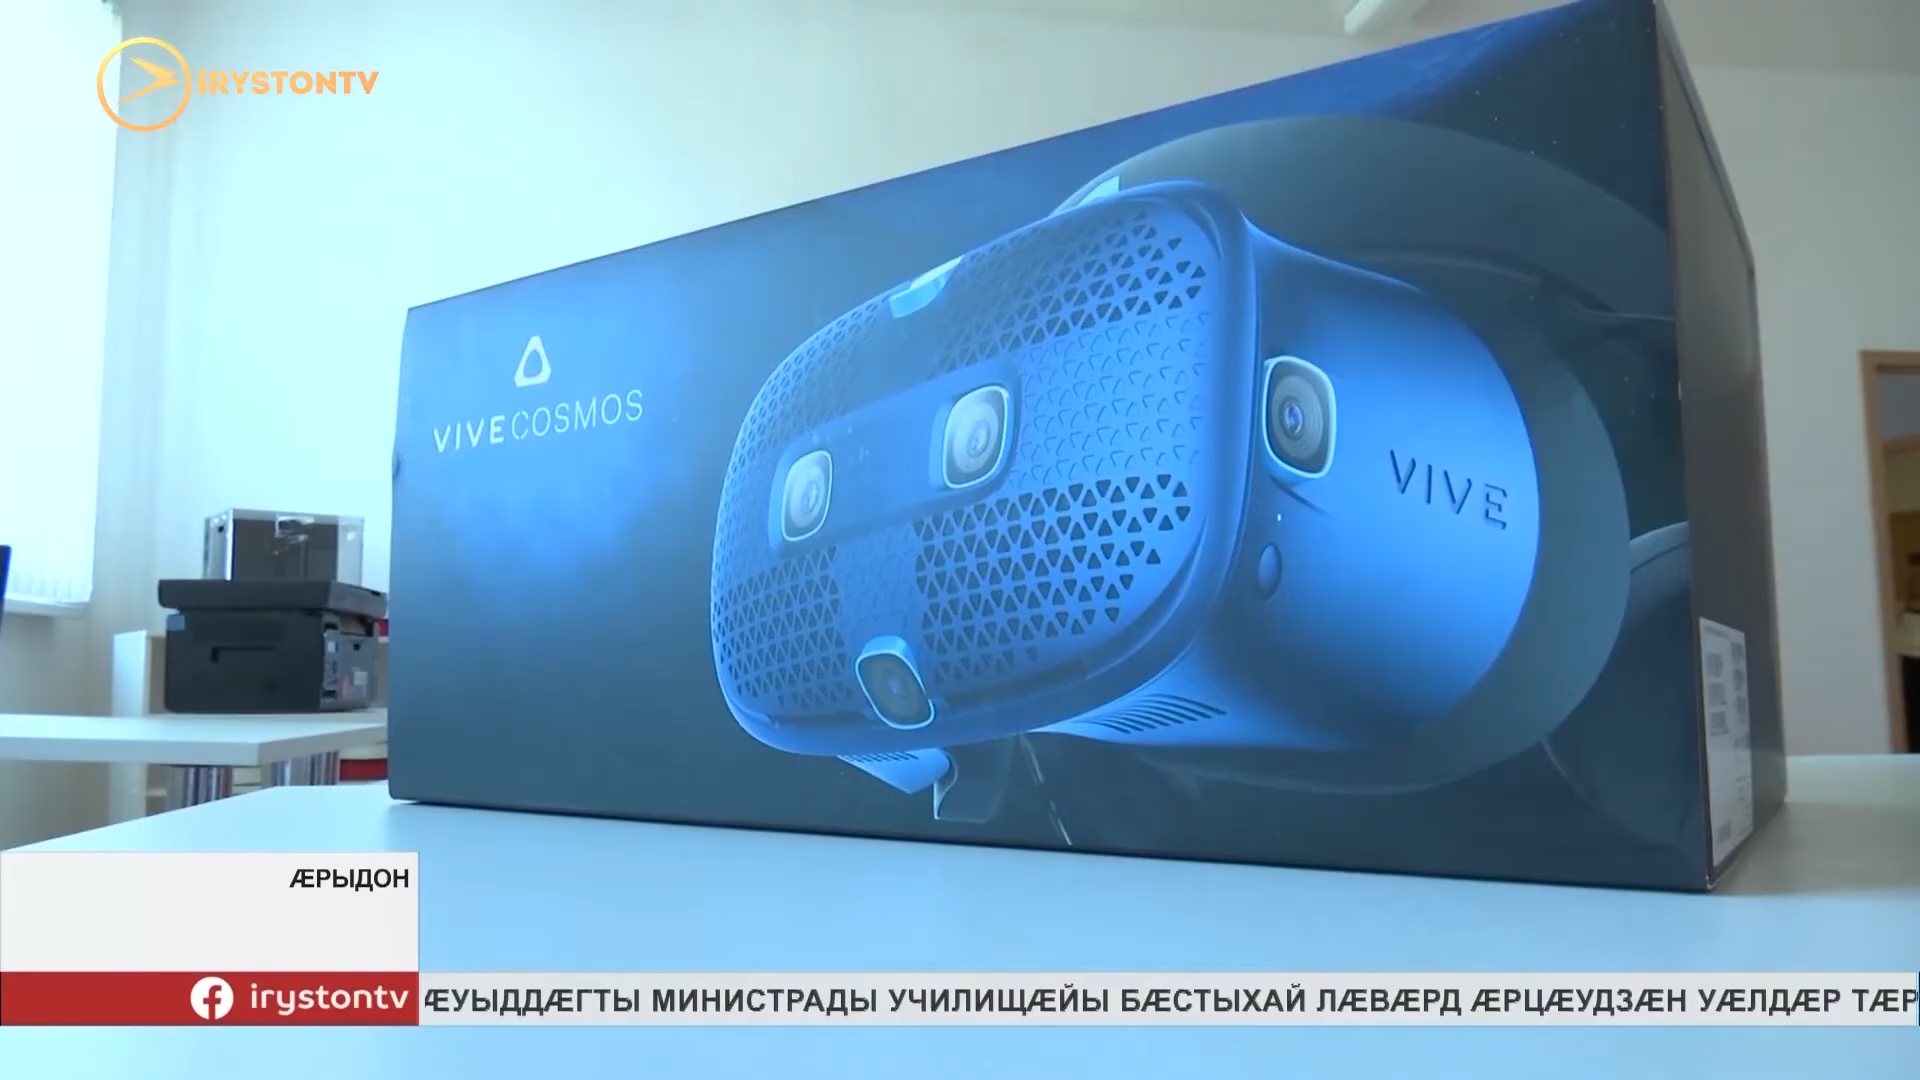 iRYSTONTV
VIVE COSMOS
VIVE
ÆРЫДОН
irystontv
ÆУЫДДÆГТЫ МИНИСТРАДЫ УЧИЛИЩÆЙЫ БÆСТЫХАЙ ЛÆВÆРД ÆРЦÆУДЗÆН УÆЛДÆР ТÆР